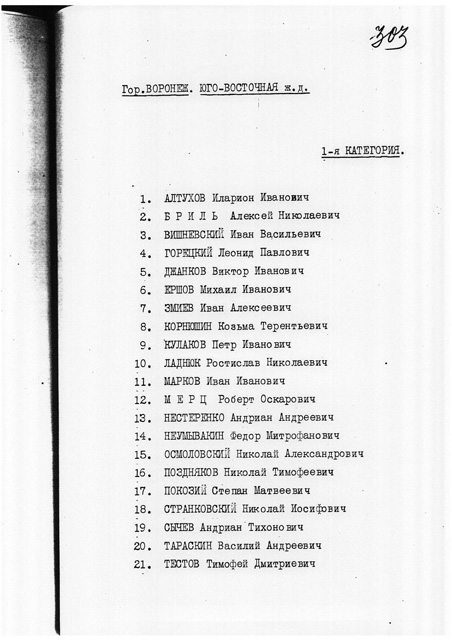 303
Гор.ВОРОНЕЖ. ЮГО-ВОСТОЧНАЯ ж.д.
1-я КАТЕГОРИЯ.
1. АЛТУХОВ Иларион Иванович
2. Б Р И Л Ь Алексей Николаевич
3. ВИШНЕВСКИЙ Иван Васильевич
4. ГОРЕЦКИЙ Леонид Павлович
5. ДЖАНКОВ Виктор Иванович
6. ЕРШОВ Михаил Иванович
7. ЗМИЕВ Иван Алексеевич
8. КОРНЮШИН Козьма Терентьевич
9. КУЛАКОВ Петр Иванович
10. ЛАДНЮК Ростислав Николаевич
11. МАРКОВ Иван Иванович
12. М Е Р Ц Роберт Оскарович
13. НЕСТЕРЕНКО Андриан Андреевич
14. НЕУМЫВАКИН Федор Митрофанович
15. ОСМОЛОВСКИЙ Николай Александрович
16. ПОЗДНЯКОВ Николай Тимофеевич
17. ПОКОЗИЙ Степан Матвеевич
18. СТРАНКОВСКИЙ Николай Иосифович
19. СЫЧЕВ Андриан Тихонович
20. ТАРАСКИН Василий Андреевич
21. ТЕСТОВ Тимофей Дмитриевич